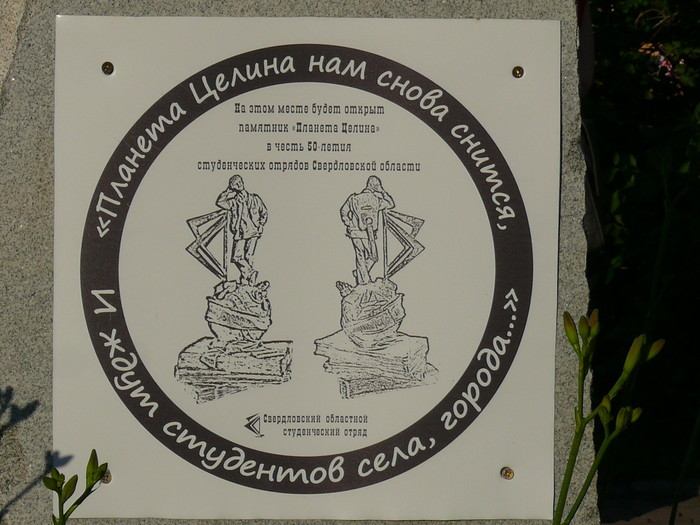 «Планета Целина нам снова снится,
На этом месте будет открыт
памятник «Планета Целина»
в честь 50-летия
студенческих отрядов Свердловской области
Свердловский областной
студенческий отряд
И ждут студентов села, города...»